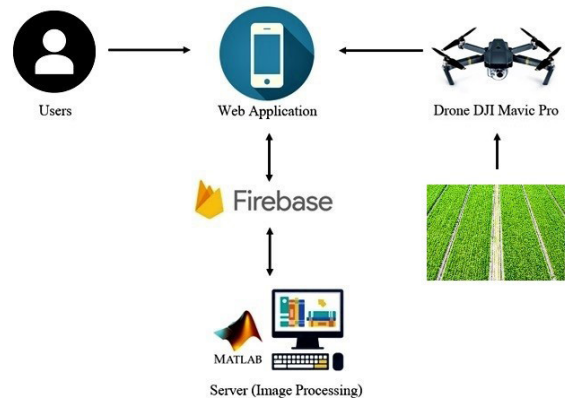 Users
Web Application
Drone DJI Mavic Pro
Firebase
MATLAB
Server (Image Processing)